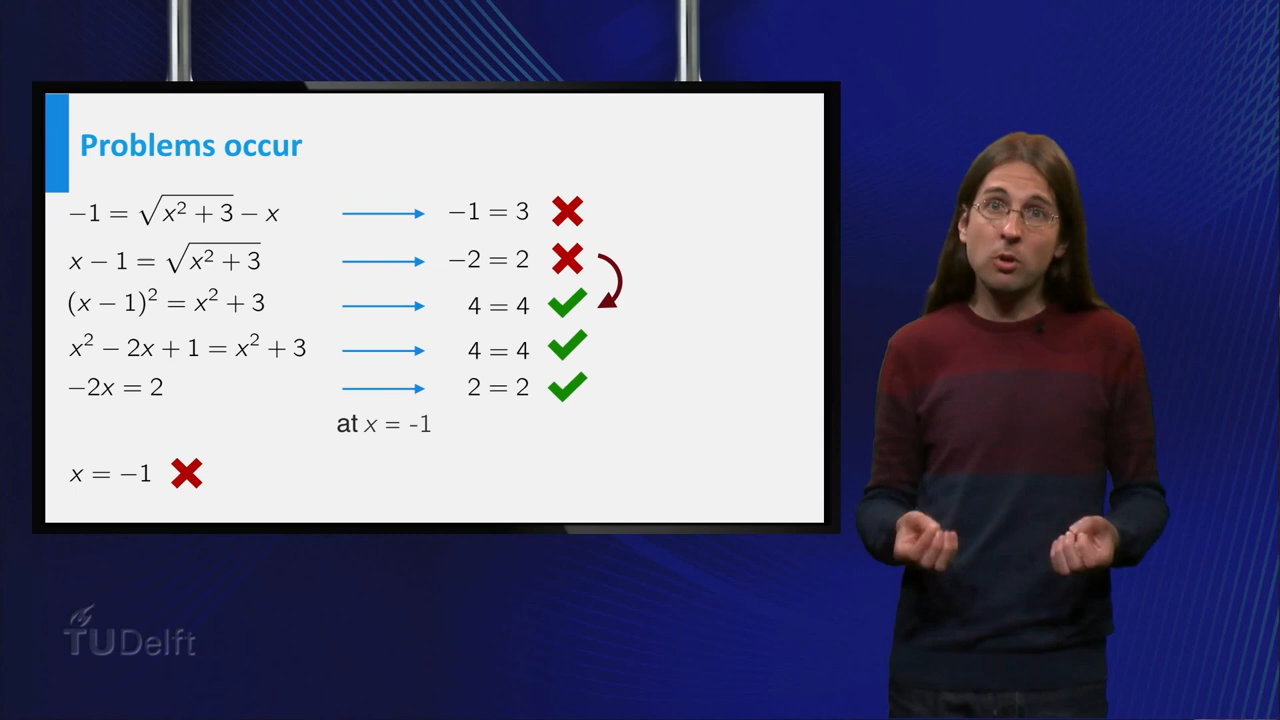 Problems occur
−1 = √(x² + 3) − x → −1 = 3 ✗
x − 1 = √(x² + 3) → −2 = 2 ✗
(x − 1)² = x² + 3 → 4 = 4 ✓
x² − 2x + 1 = x² + 3 → 4 = 4 ✓
−2x = 2 → 2 = 2 ✓
at x = -1
x = −1 ✗
TUDelft